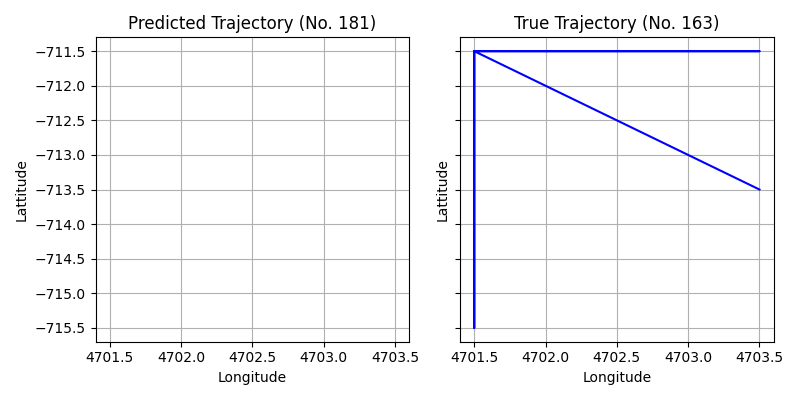 Predicted Trajectory (No. 181)
True Trajectory (No. 163)
Lattitude
−711.5
−712.0
−712.5
−713.0
−713.5
−714.0
−714.5
−715.0
−715.5
4701.5 4702.0 4702.5 4703.0 4703.5
Longitude
Lattitude
4701.5 4702.0 4702.5 4703.0 4703.5
Longitude